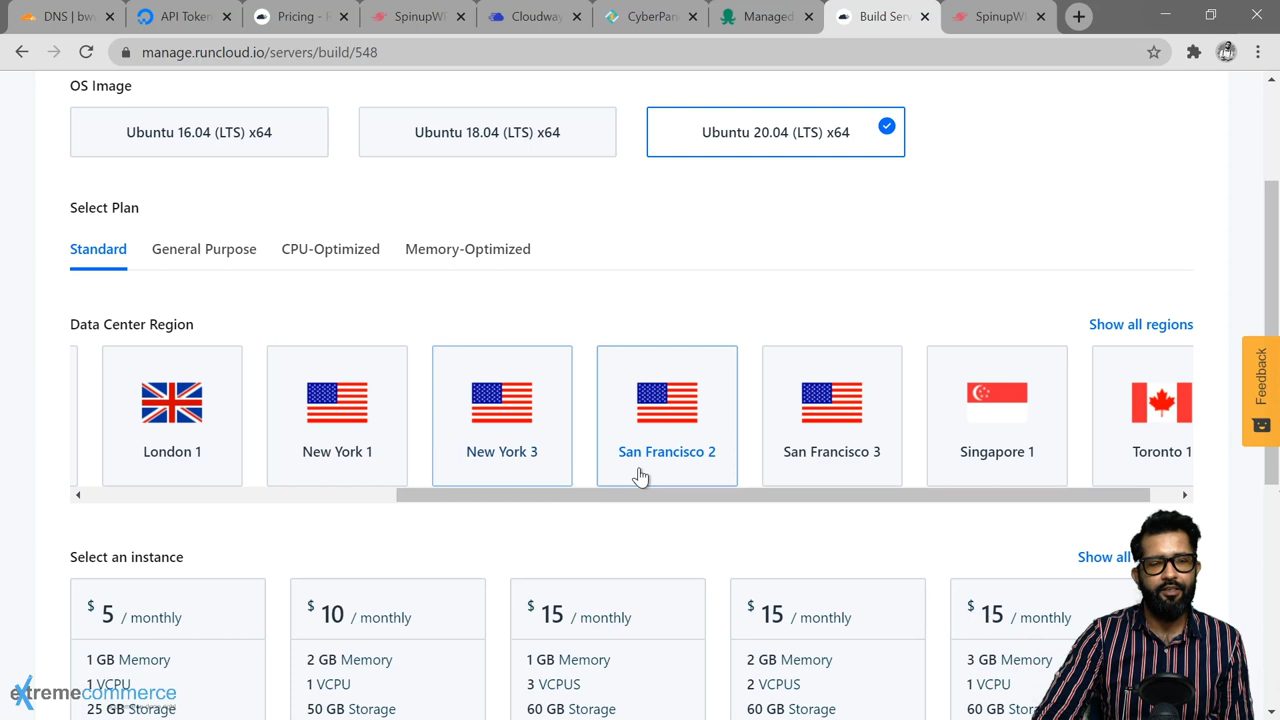 DNS | bw
API Token
Pricing - R
SpinupWP
Cloudway
CyberPan
Managed
Build Serv
SpinupWP
manage.runcloud.io/servers/build/548
OS Image
Ubuntu 16.04 (LTS) x64
Ubuntu 18.04 (LTS) x64
Ubuntu 20.04 (LTS) x64
Select Plan
Standard
General Purpose
CPU-Optimized
Memory-Optimized
Data Center Region
Show all regions
Feedback
London 1
New York 1
New York 3
San Francisco 2
San Francisco 3
Singapore 1
Toronto 1
Select an instance
Show all
$ 5 / monthly
$ 10 / monthly
$ 15 / monthly
$ 15 / monthly
$ 15 / monthly
1 GB Memory
2 GB Memory
1 GB Memory
2 GB Memory
3 GB Memory
1 VCPU
1 VCPU
3 VCPUS
2 VCPUS
1 VCPU
25 GB Storage
50 GB Storage
60 GB Storage
60 GB Storage
60 GB
extremecommerce